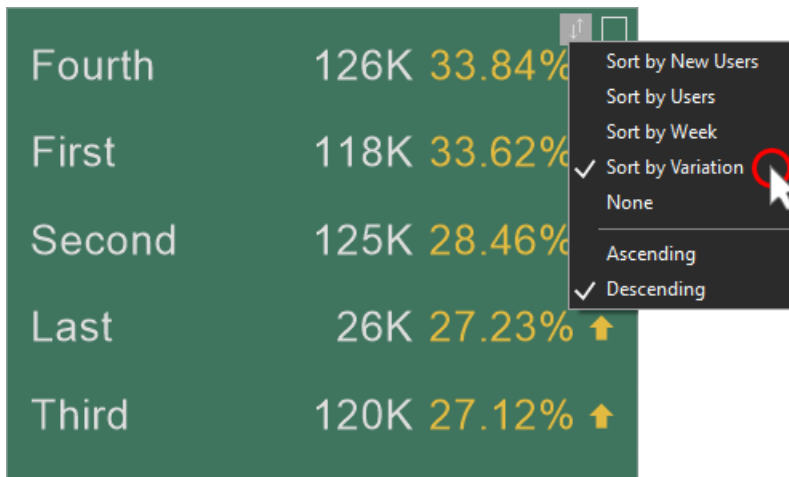 Fourth 126K 33.84%
First 118K 33.62%
Second 125K 28.46%
Last 26K 27.23%
Third 120K 27.12%
Sort by New Users
Sort by Users
Sort by Week
Sort by Variation
None
Ascending
Descending